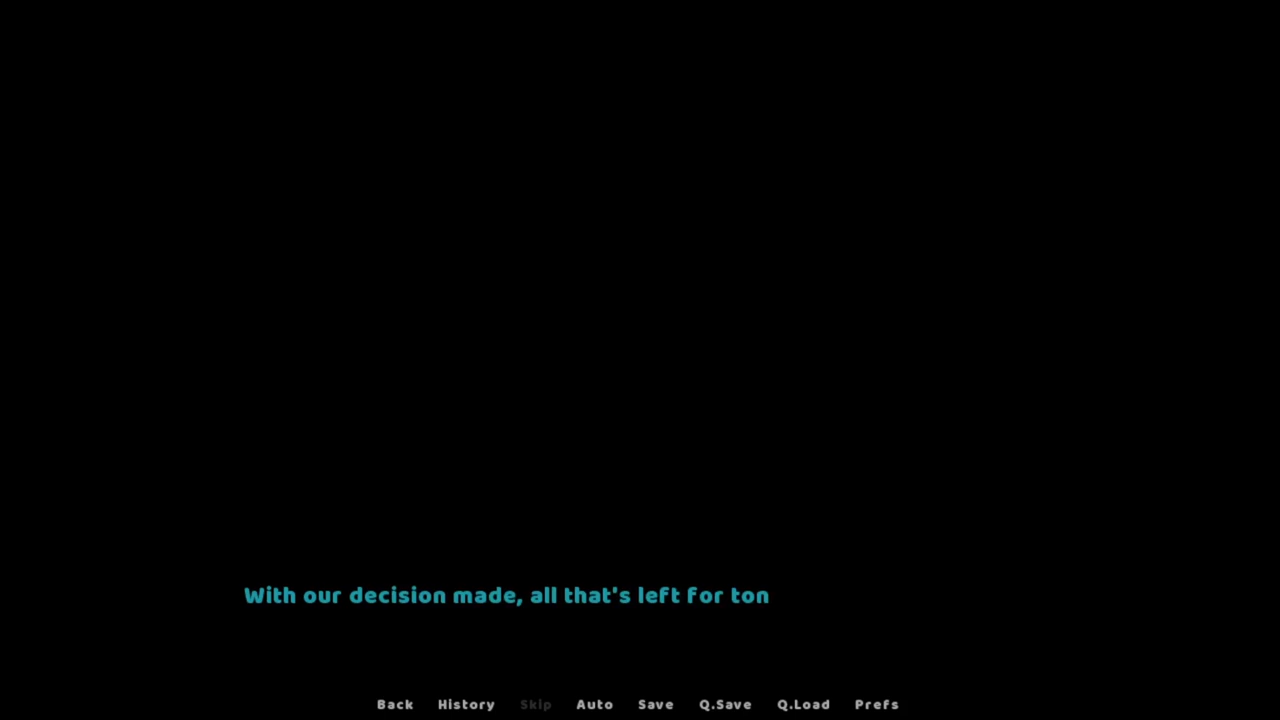 With our decision made, all that's left for ton
Back History Skip Auto Save Q.Save Q.Load Prefs